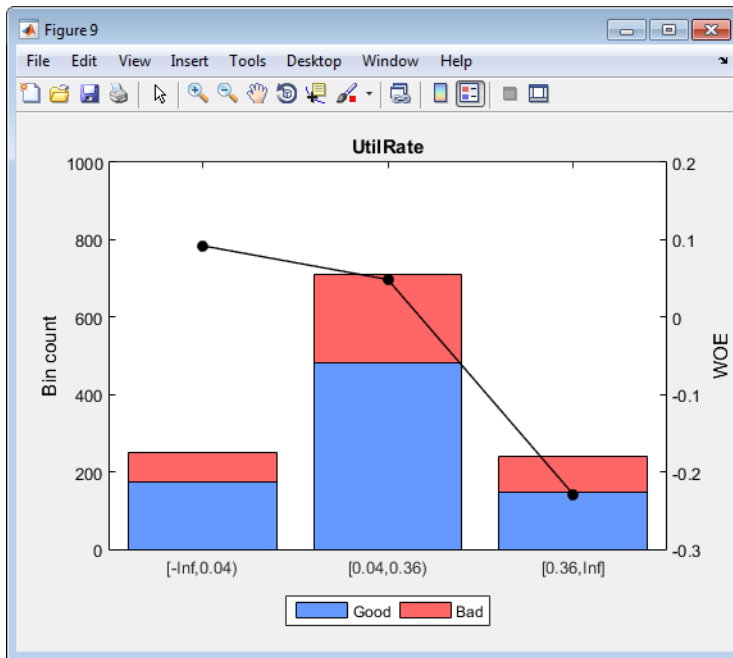 Figure 9
File Edit View Insert Tools Desktop Window Help
UtilRate
1000 0.2
800 0.1
600 0
400 -0.1
200 -0.2
0 -0.3
Bin count
WOE
[-Inf,0.04) [0.04,0.36) [0.36,Inf]
Good Bad